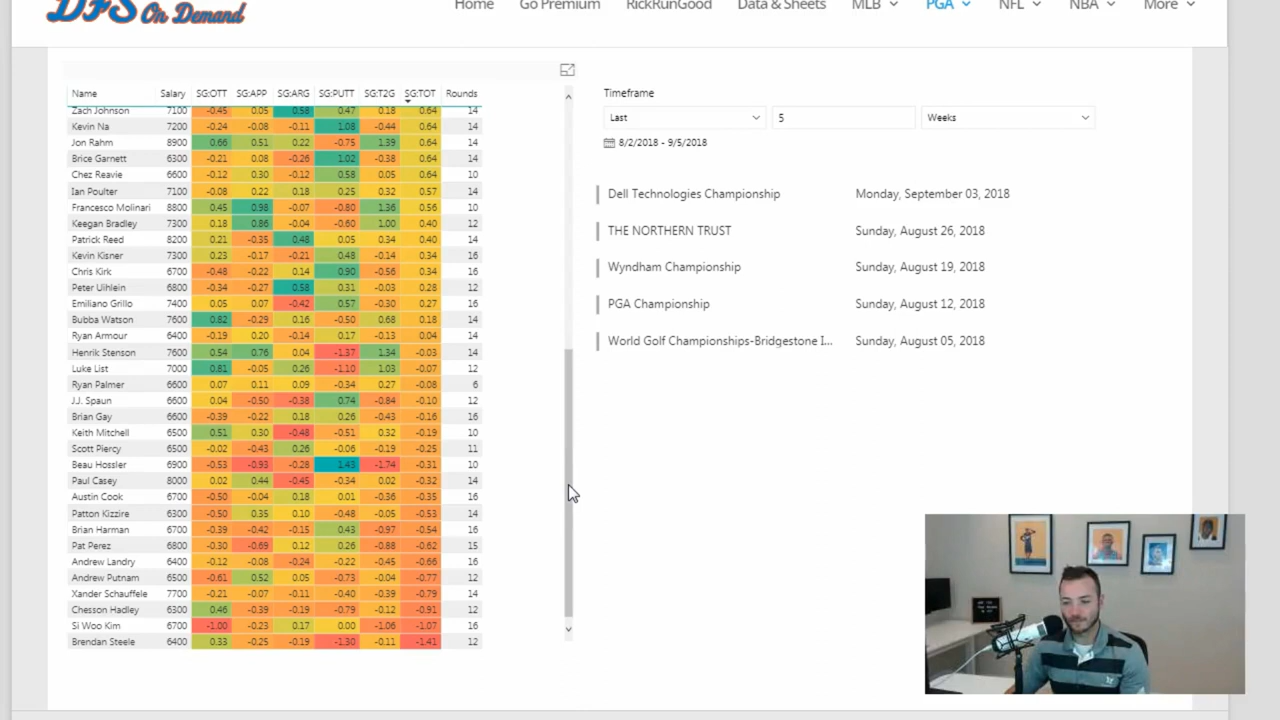 DFS On Demand
Home Go Premium RickRunGood Data & Sheets MLB PGA NFL NBA More
Name Salary SG:OTT SG:APP SG:ARG SG:PUTT SG:T2G SG:TOT Rounds
Zach Johnson 7100 -0.45 0.05 0.58 0.47 0.18 0.64 14
Kevin Na 7200 -0.24 -0.08 -0.11 1.08 -0.44 0.64 14
Jon Rahm 8900 0.66 0.51 0.22 -0.75 1.39 0.64 14
Brice Garnett 6300 -0.21 0.08 -0.26 1.02 -0.38 0.64 14
Chez Reavie 6600 -0.12 0.30 -0.12 0.58 0.05 0.64 10
Ian Poulter 7100 -0.08 0.22 0.18 0.25 0.32 0.57 14
Francesco Molinari 8800 0.45 0.98 -0.07 -0.80 1.36 0.56 10
Keegan Bradley 7300 0.18 0.86 -0.04 -0.60 1.00 0.40 12
Patrick Reed 8200 0.21 -0.35 0.48 0.05 0.34 0.40 14
Kevin Kisner 7300 0.23 -0.17 -0.21 0.48 -0.14 0.34 16
Chris Kirk 6700 -0.48 -0.22 0.14 0.90 -0.56 0.34 16
Peter Uihlein 6800 -0.34 -0.27 0.58 0.31 -0.03 0.28 12
Emiliano Grillo 7400 0.05 0.07 -0.42 0.57 -0.30 0.27 16
Bubba Watson 7600 0.82 -0.29 0.16 -0.50 0.68 0.18 14
Ryan Armour 6400 -0.19 0.20 -0.14 0.17 -0.13 0.04 14
Henrik Stenson 7600 0.54 0.76 0.04 -1.37 1.34 -0.03 14
Luke List 7000 0.81 -0.05 0.26 -1.10 1.03 -0.07 12
Ryan Palmer 6600 0.07 0.11 0.09 -0.34 0.27 -0.08 6
J.J. Spaun 6600 0.04 -0.50 -0.38 0.74 -0.84 -0.10 12
Brian Gay 6600 -0.39 -0.22 0.18 0.26 -0.43 -0.16 16
Keith Mitchell 6500 0.51 0.30 -0.48 -0.51 0.32 -0.19 10
Scott Piercy 6500 -0.02 -0.43 0.26 -0.06 -0.19 -0.25 11
Beau Hossler 6900 -0.53 -0.93 -0.28 1.43 -1.74 -0.31 10
Paul Casey 8000 0.02 0.44 -0.45 -0.34 0.02 -0.32 14
Austin Cook 6700 -0.50 -0.04 0.18 0.01 -0.36 -0.35 16
Patton Kizzire 6300 -0.50 0.35 0.10 -0.48 -0.05 -0.53 14
Brian Harman 6700 -0.39 -0.42 -0.15 0.43 -0.97 -0.54 16
Pat Perez 6800 -0.30 -0.69 0.12 0.26 -0.88 -0.62 15
Andrew Landry 6400 -0.12 -0.08 -0.24 -0.22 -0.45 -0.66 16
Andrew Putnam 6500 -0.61 0.52 0.05 -0.73 -0.04 -0.77 12
Xander Schauffele 7700 -0.21 -0.07 -0.11 -0.40 -0.39 -0.79 14
Chesson Hadley 6300 0.46 -0.39 -0.19 -0.79 -0.12 -0.91 12
Si Woo Kim 6700 -1.00 -0.23 0.17 0.00 -1.06 -1.07 16
Brendan Steele 6400 0.33 -0.25 -0.19 -1.30 -0.11 -1.41 12
Timeframe
Last 5 Weeks
8/2/2018 - 9/5/2018
Dell Technologies Championship Monday, September 03, 2018
THE NORTHERN TRUST Sunday, August 26, 2018
Wyndham Championship Sunday, August 19, 2018
PGA Championship Sunday, August 12, 2018
World Golf Championships-Bridgestone I... Sunday, August 05, 2018